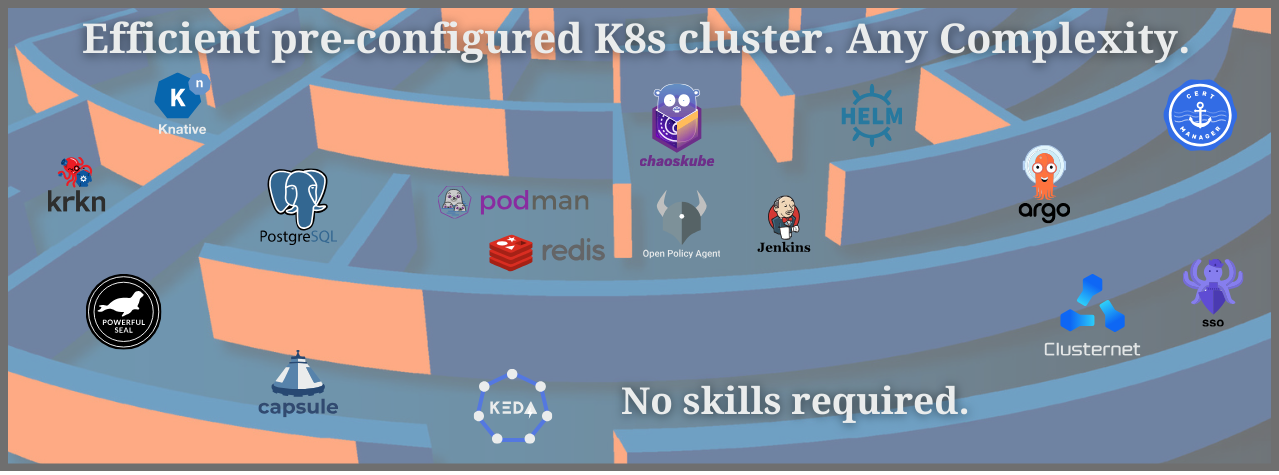 Efficient pre-configured K8s cluster. Any Complexity.
K
n
Knative
chaoskube
HELM
CERT
MANAGER
krkn
PostgreSQL
podman
redis
Open Policy Agent
Jenkins
argo
POWERFUL
SEAL
Clusternet
sso
capsule
KEDA
No skills required.